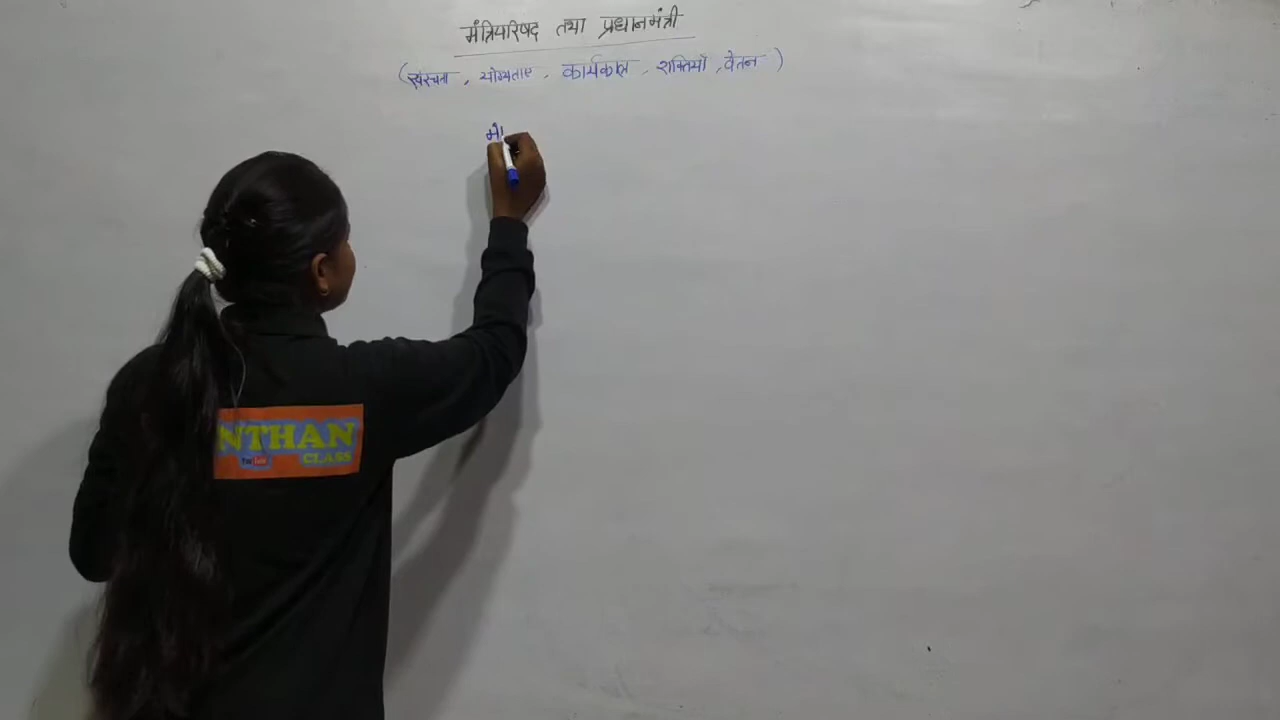 मंत्रिपरिषद तथा प्रधानमंत्री
(संरचना, योग्यताएं, कार्यकाल, शक्तियाँ, वेतन)
NTHAN
CLASS